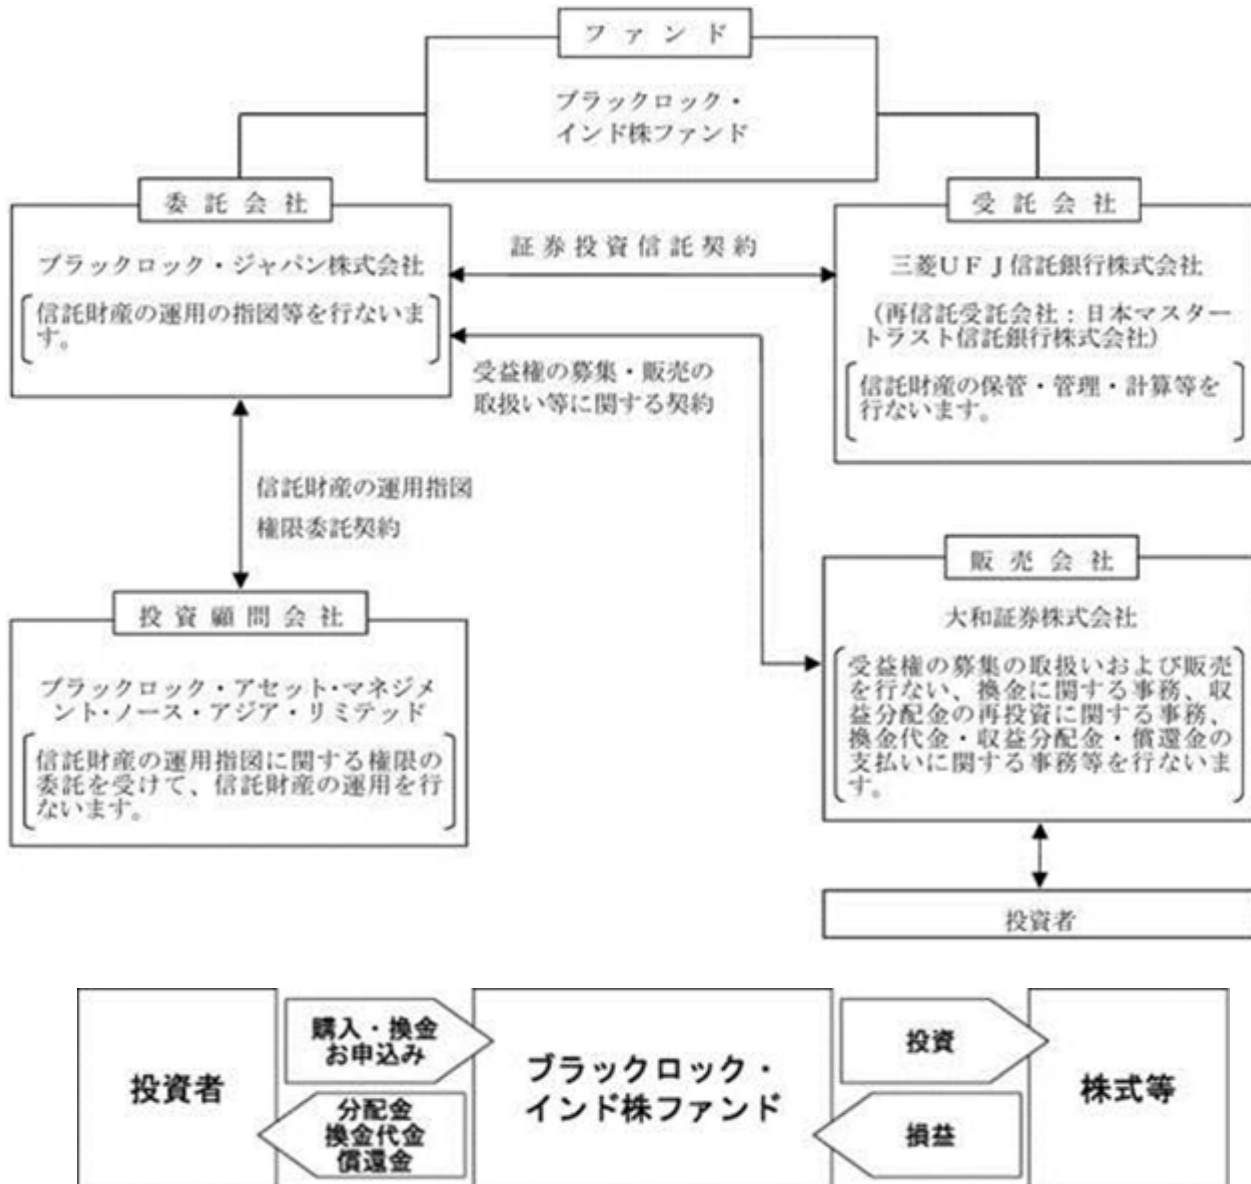 ファンド
ブラックロック・
インド株ファンド
委託会社
ブラックロック・ジャパン株式会社
信託財産の運用の指図等を行ないま
す。
証券投資信託契約
受託会社
三菱UFJ信託銀行株式会社
(再信託受託会社:日本マスター
トラスト信託銀行株式会社)
信託財産の保管・管理・計算等を
行ないます。
受益権の募集・販売の
取扱い等に関する契約
信託財産の運用指図
権限委託契約
投資顧問会社
ブラックロック・アセット・マネジメ
ント・ノース・アジア・リミテッド
信託財産の運用指図に関する権限の
委託を受けて、信託財産の運用を行
ないます。
販売会社
大和証券株式会社
受益権の募集の取扱いおよび販売
を行ない、換金に関する事務、収
益分配金の再投資に関する事務、
換金代金・収益分配金・償還金の
支払いに関する事務等を行ないま
す。
投資者
投資者
購入・換金
お申込み
分配金
換金代金
償還金
ブラックロック・
インド株ファンド
投資
損益
株式等